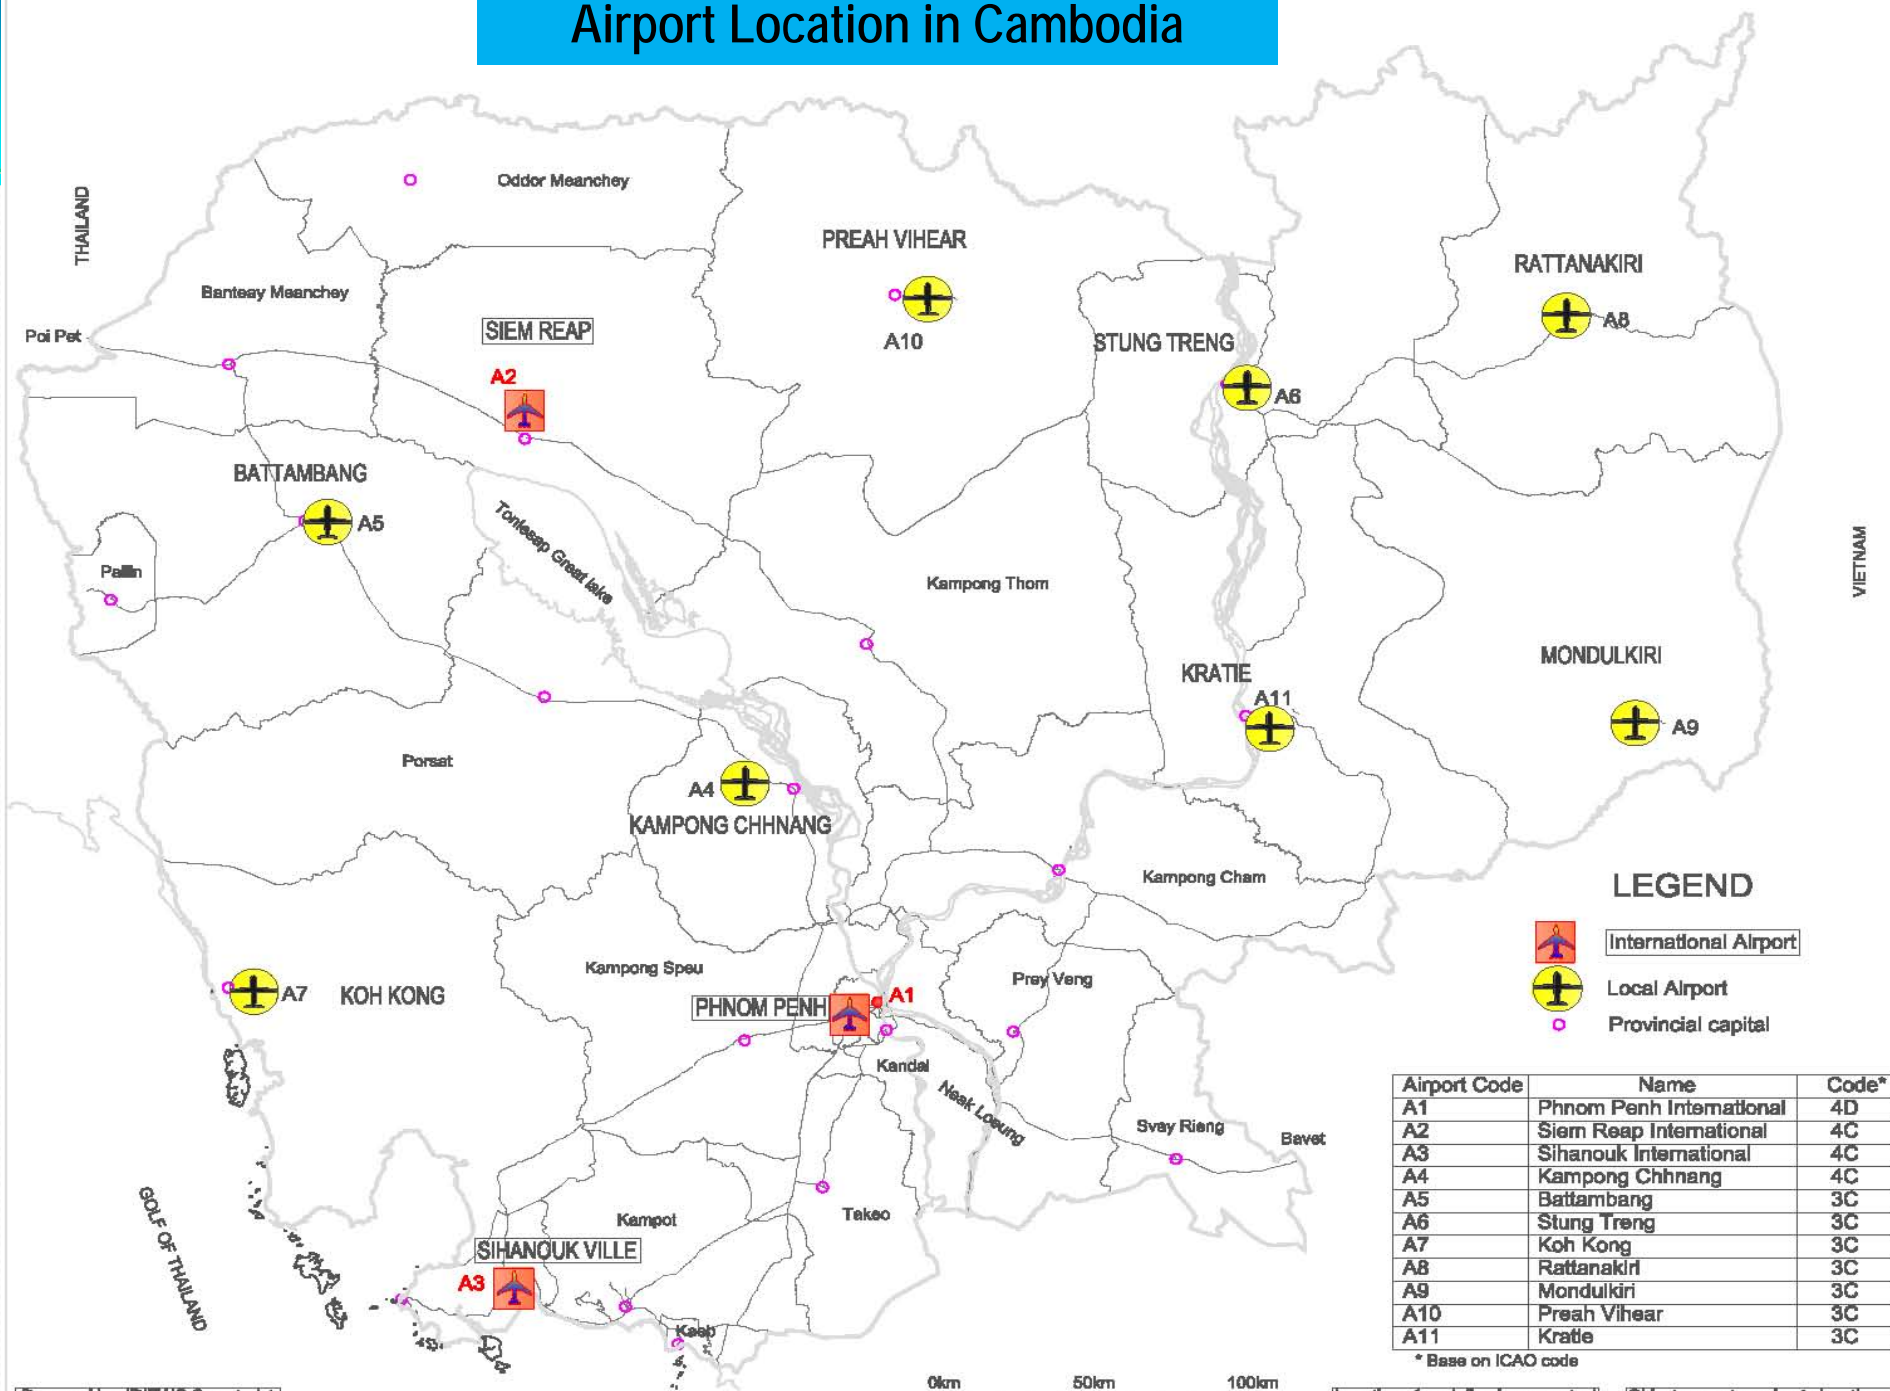 Airport Location in Cambodia
THAILAND
Oddor Meanchey
PREAH VIHEAR
RATTANAKIRI
Banteay Meanchey
SIEM REAP
Poi Pet
A10
STUNG TRENG
A8
A2
A6
BATTAMBANG
A5
Tonlesap Great lake
Pailin
Kampong Thom
VIETNAM
KRATIE
MONDULKIRI
A11
A9
Porsat
A4
KAMPONG CHHNANG
Kampong Cham
LEGEND
International Airport
Local Airport
Provincial capital
Kampong Speu
Prey Veng
A7
KOH KONG
PHNOM PENH
A1
Kandal
Neak Loeung
Svay Rieng
Bavet
GOLF OF THAILAND
Kampot
Takeo
SIHANOUK VILLE
A3
Kaeb
Airport Code Name Code*
A1 Phnom Penh International 4D
A2 Siem Reap International 4C
A3 Sihanouk International 4C
A4 Kampong Chhnang 4C
A5 Battambang 3C
A6 Stung Treng 3C
A7 Koh Kong 3C
A8 Rattanakiri 3C
A9 Mondulkiri 3C
A10 Preah Vihear 3C
A11 Kratie 3C
* Base on ICAO code
0km 50km 100km